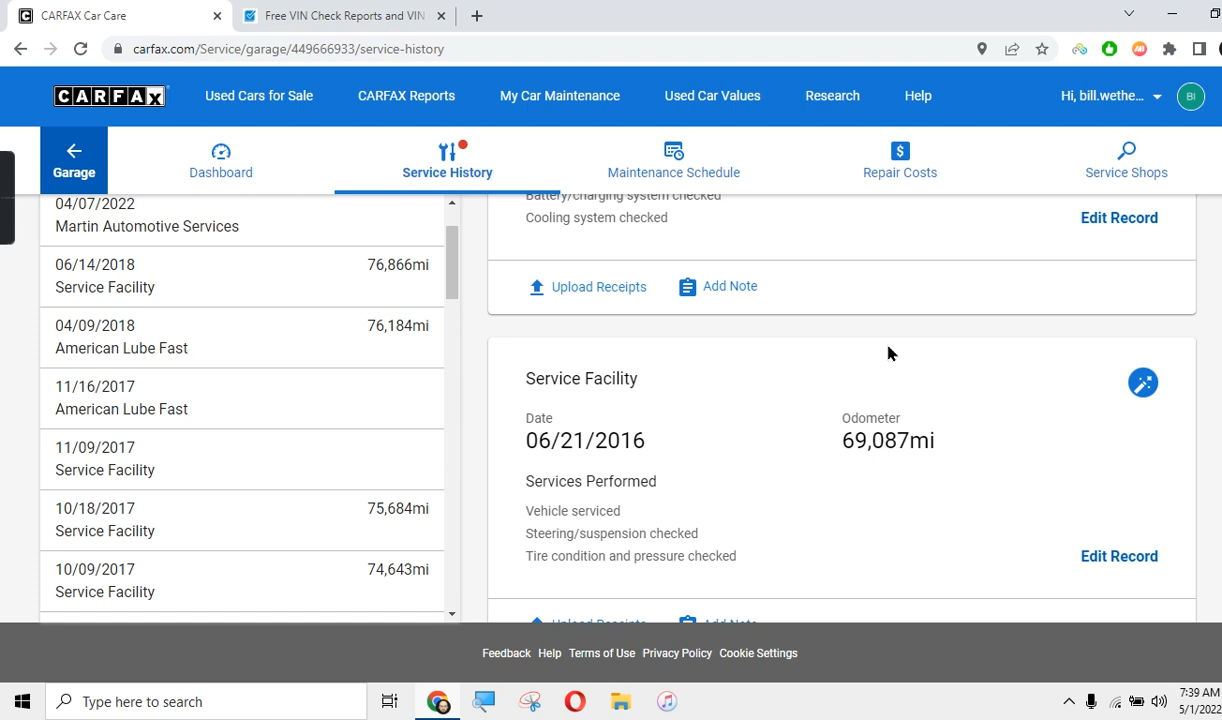 CARFAX Car Care
Free VIN Check Reports and VIN
carfax.com/Service/garage/449666933/service-history
CARFAX
Used Cars for Sale
CARFAX Reports
My Car Maintenance
Used Car Values
Research
Help
Hi, bill.wethe...
BI
Garage
Dashboard
Service History
Maintenance Schedule
Repair Costs
Service Shops
04/07/2022
Martin Automotive Services
06/14/2018 76,866mi
Service Facility
04/09/2018 76,184mi
American Lube Fast
11/16/2017
American Lube Fast
11/09/2017
Service Facility
10/18/2017 75,684mi
Service Facility
10/09/2017 74,643mi
Service Facility
Battery/charging system checked
Cooling system checked
Edit Record
Upload Receipts
Add Note
Service Facility
Date
06/21/2016
Odometer
69,087mi
Services Performed
Vehicle serviced
Steering/suspension checked
Tire condition and pressure checked
Edit Record
Upload Receipts
Add Note
Feedback Help Terms of Use Privacy Policy Cookie Settings
Type here to search
7:39 AM
5/1/2022